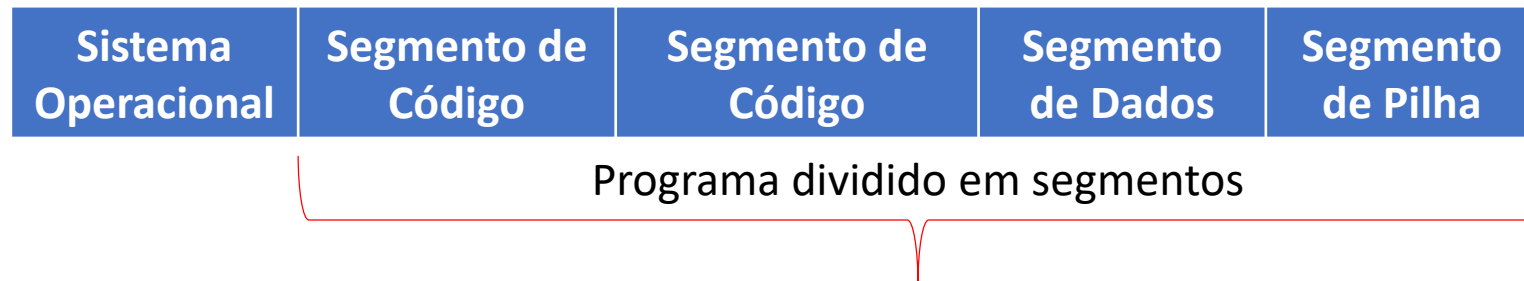 Sistema
Operacional
Segmento de
Código
Segmento de
Código
Segmento
de Dados
Segmento
de Pilha
Programa dividido em segmentos